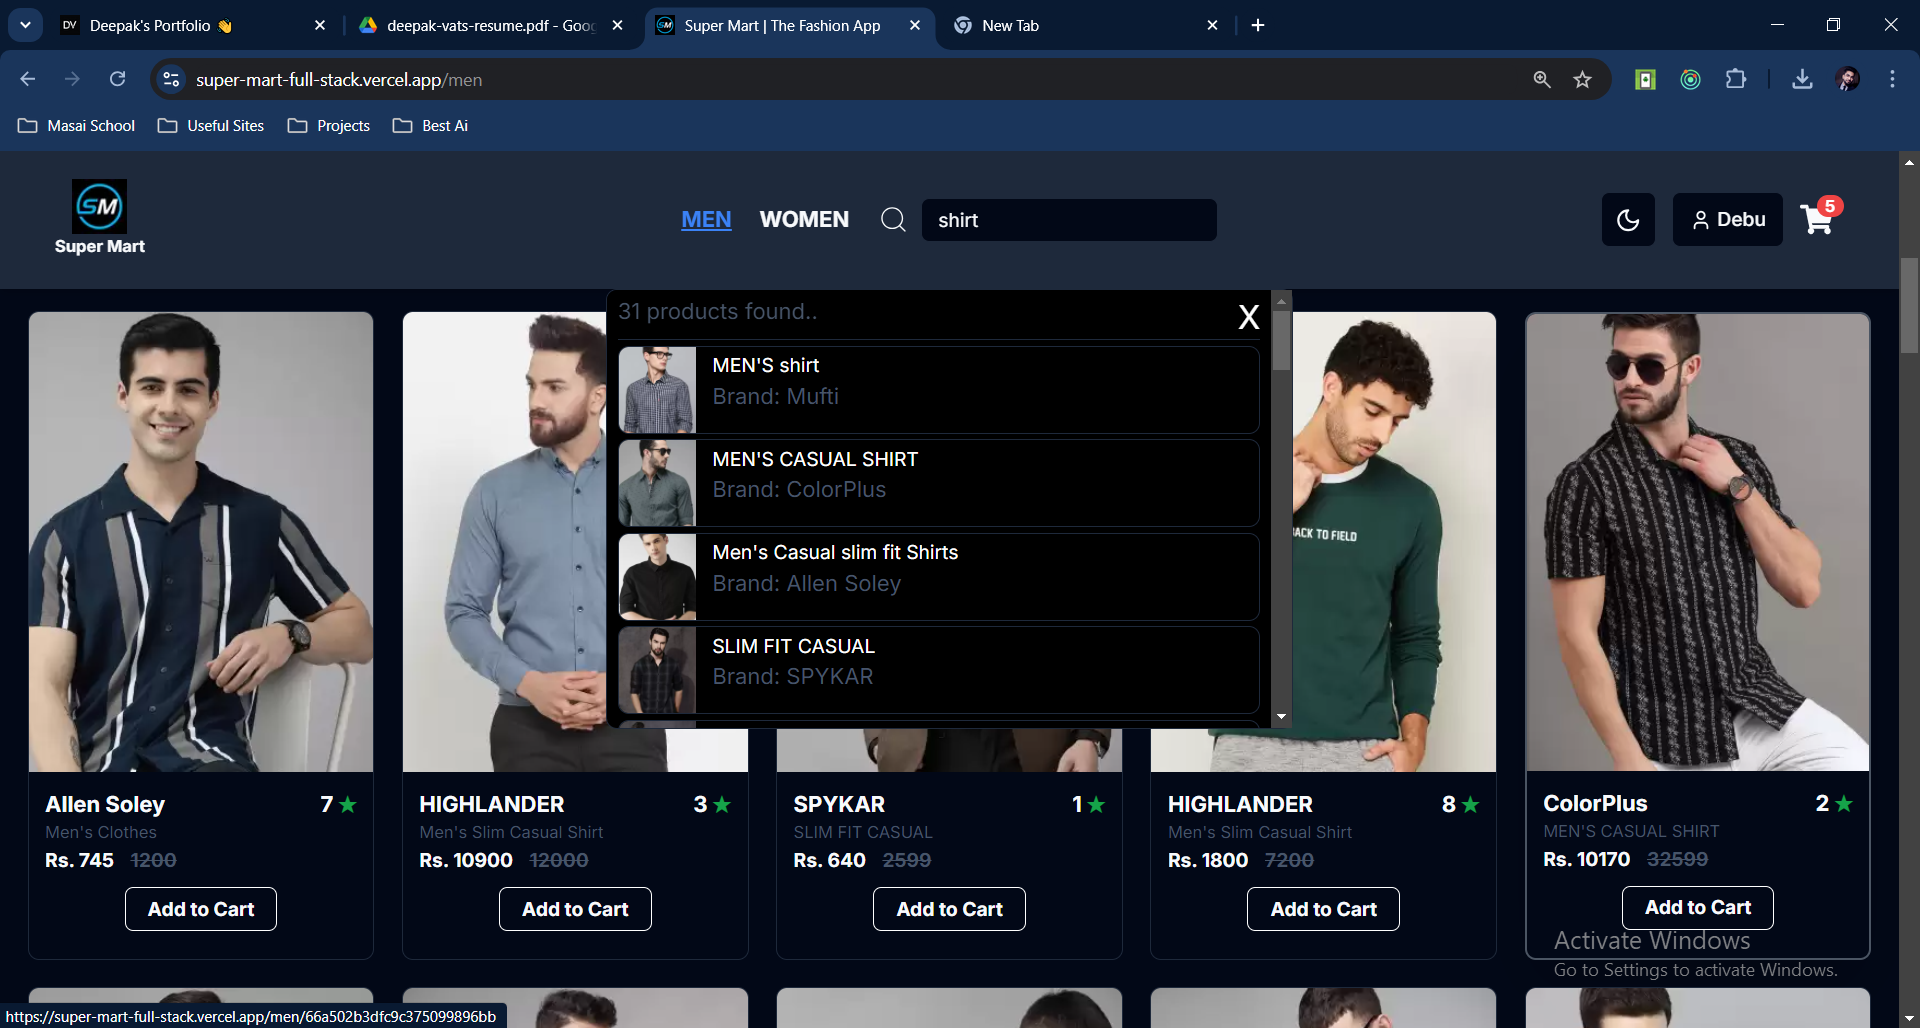 Deepak's Portfolio 👋
deepak-vats-resume.pdf - Goo
Super Mart | The Fashion App
New Tab
super-mart-full-stack.vercel.app/men
Masai School
Useful Sites
Projects
Best Ai
SM
Super Mart
MEN
WOMEN
shirt
Debu
5
31 products found..
X
MEN'S shirt
Brand: Mufti
MEN'S CASUAL SHIRT
Brand: ColorPlus
Men's Casual slim fit Shirts
Brand: Allen Soley
SLIM FIT CASUAL
Brand: SPYKAR
BACK TO FIELD
Allen Soley 7 ★
Men's Clothes
Rs. 745 1200
Add to Cart
HIGHLANDER 3 ★
Men's Slim Casual Shirt
Rs. 10900 12000
Add to Cart
SPYKAR 1 ★
SLIM FIT CASUAL
Rs. 640 2599
Add to Cart
HIGHLANDER 8 ★
Men's Slim Casual Shirt
Rs. 1800 7200
Add to Cart
ColorPlus 2 ★
MEN'S CASUAL SHIRT
Rs. 10170 32599
Add to Cart
Activate Windows
Go to Settings to activate Windows.
https://super-mart-full-stack.vercel.app/men/66a502b3dfc9c375099896bb